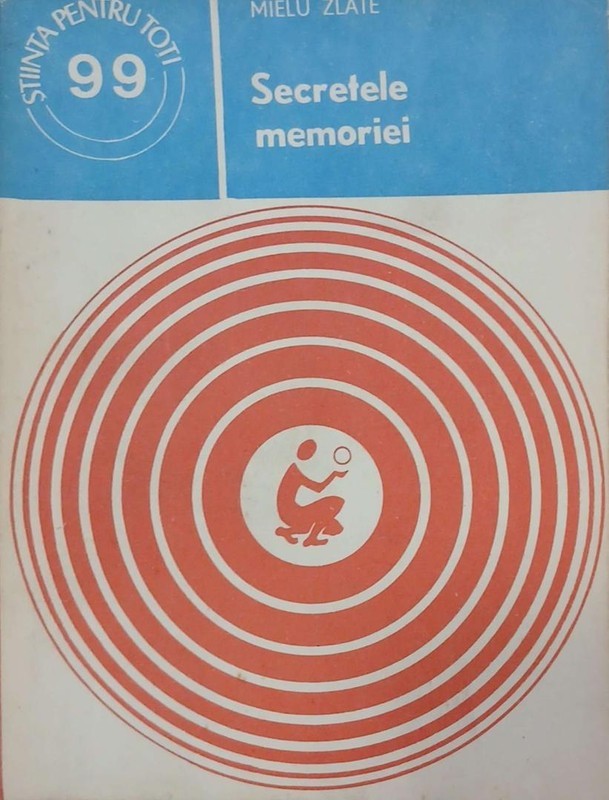 ȘTIINȚA PENTRU TOȚI
99
MIELU ZLATE
Secretele
memoriei